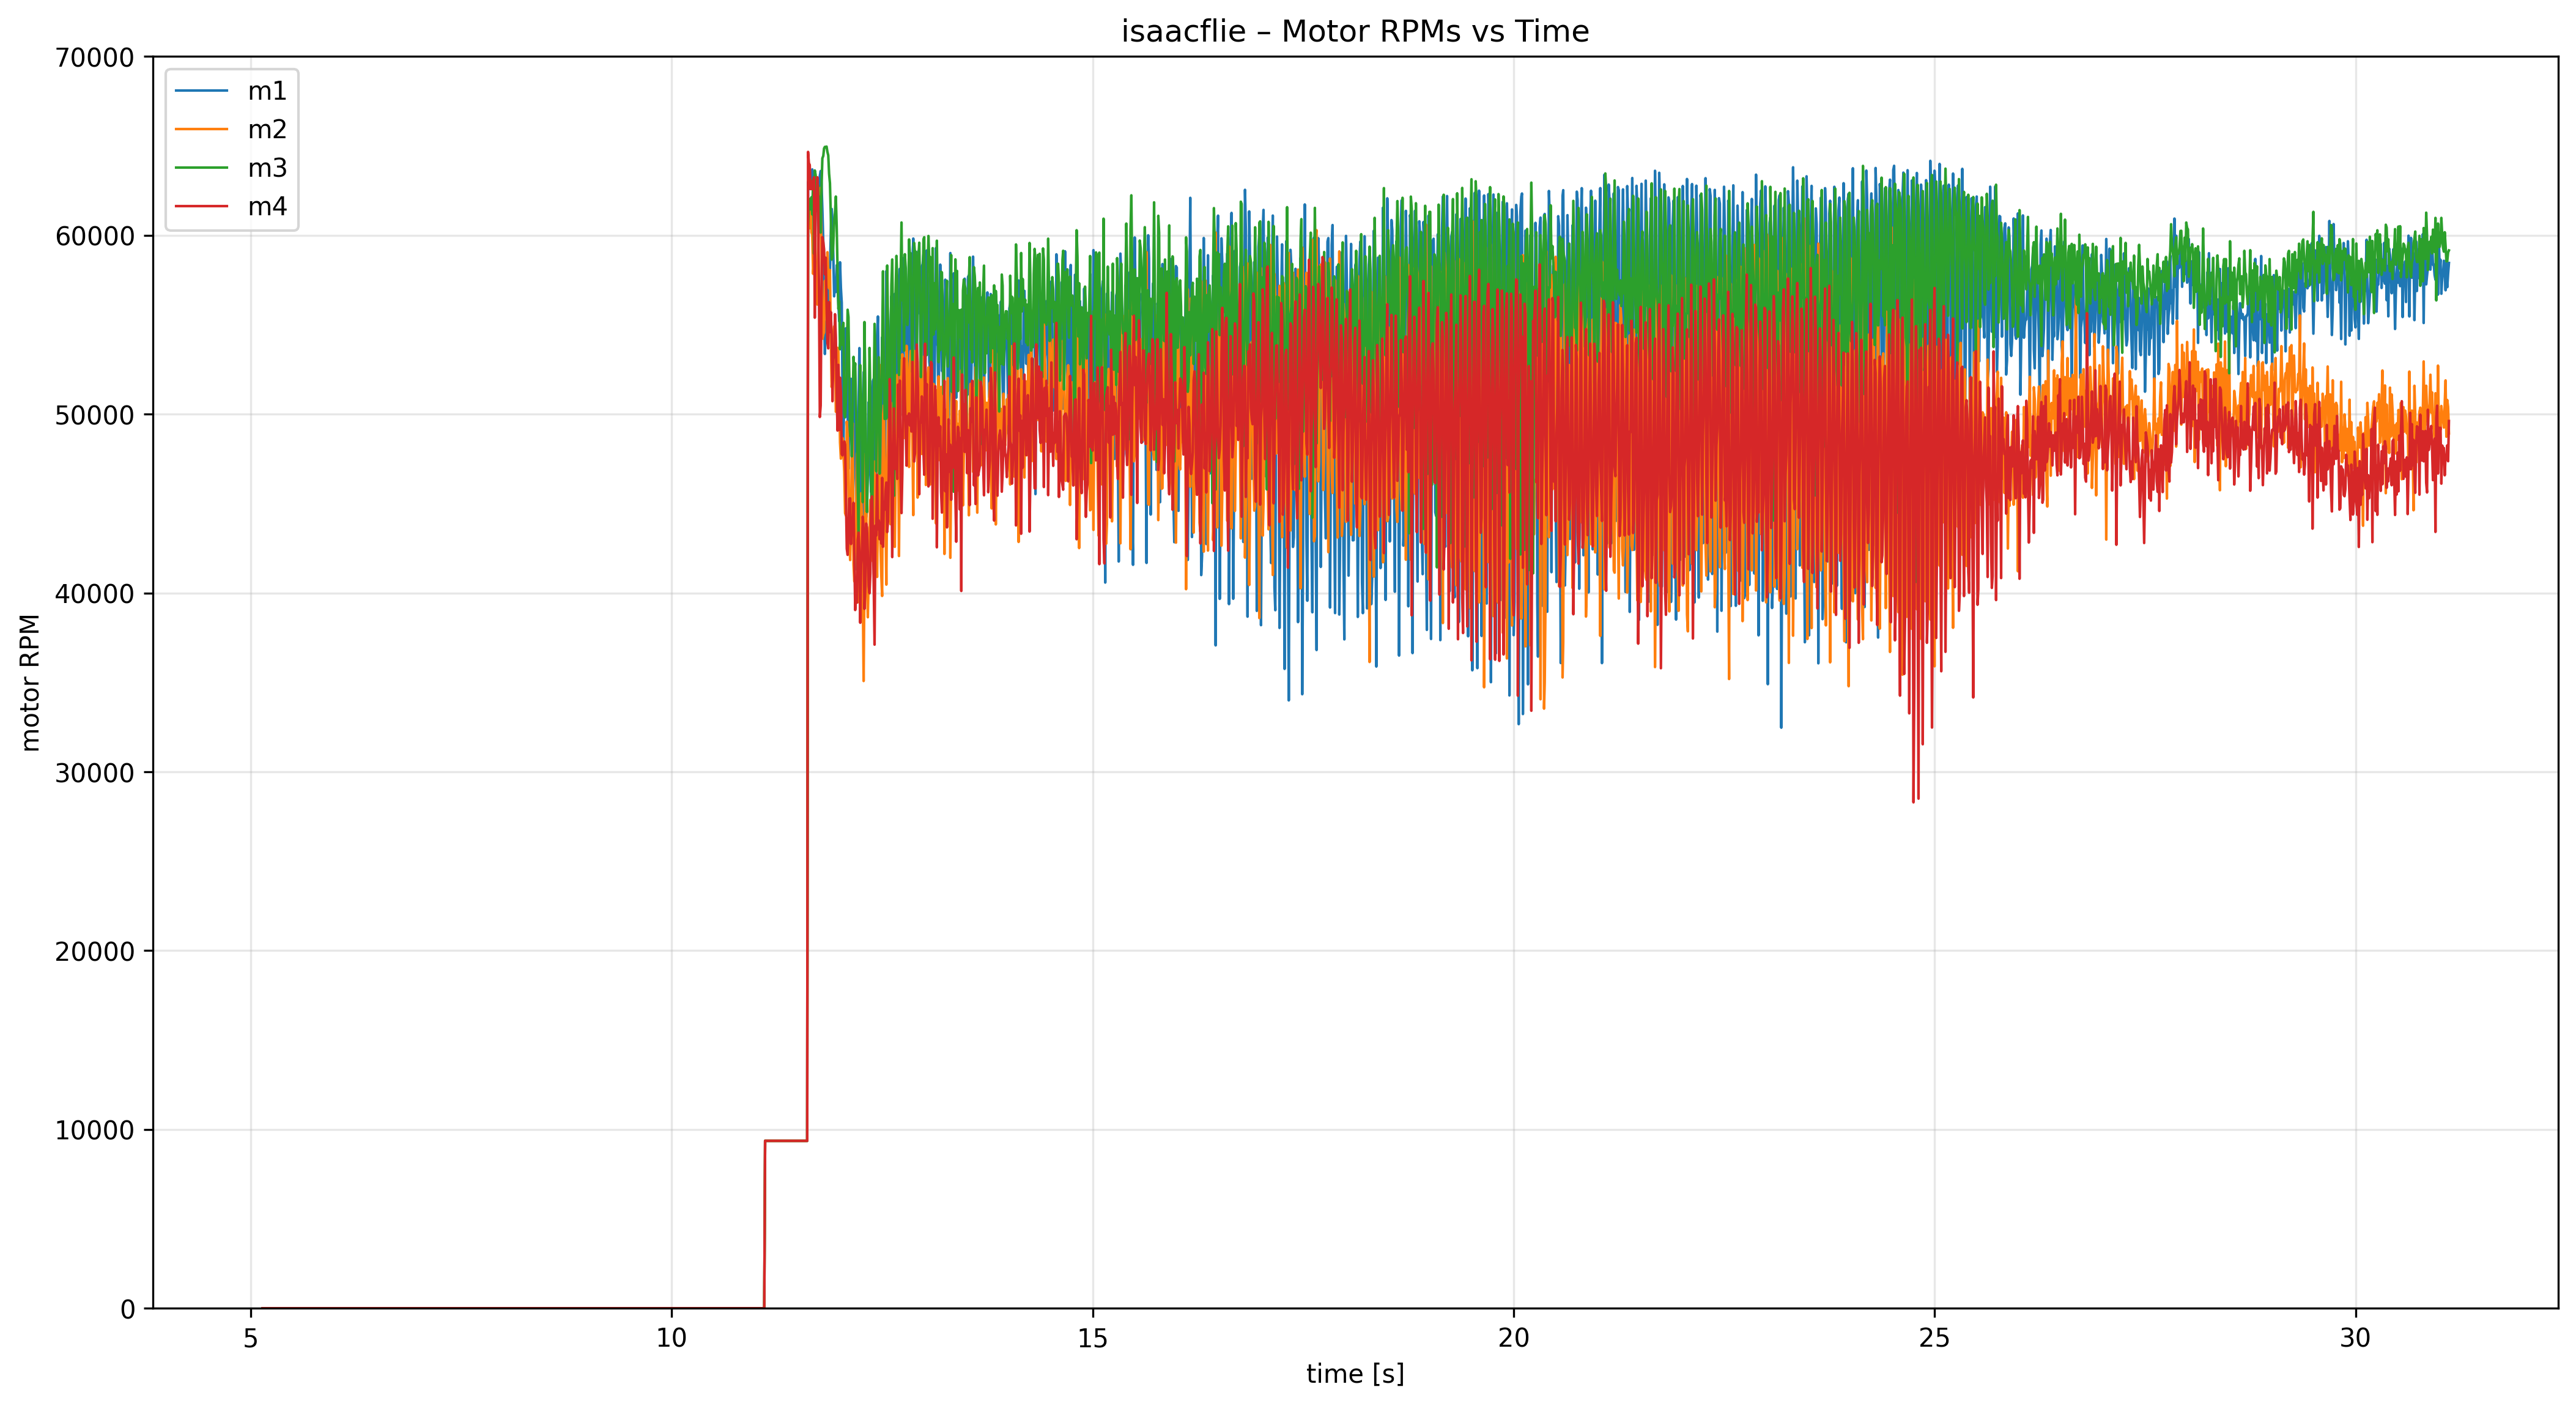 isaacflie – Motor RPMs vs Time
m1
m2
m3
m4
70000
60000
50000
40000
30000
20000
10000
0
motor RPM
5
10
15
20
25
30
time [s]